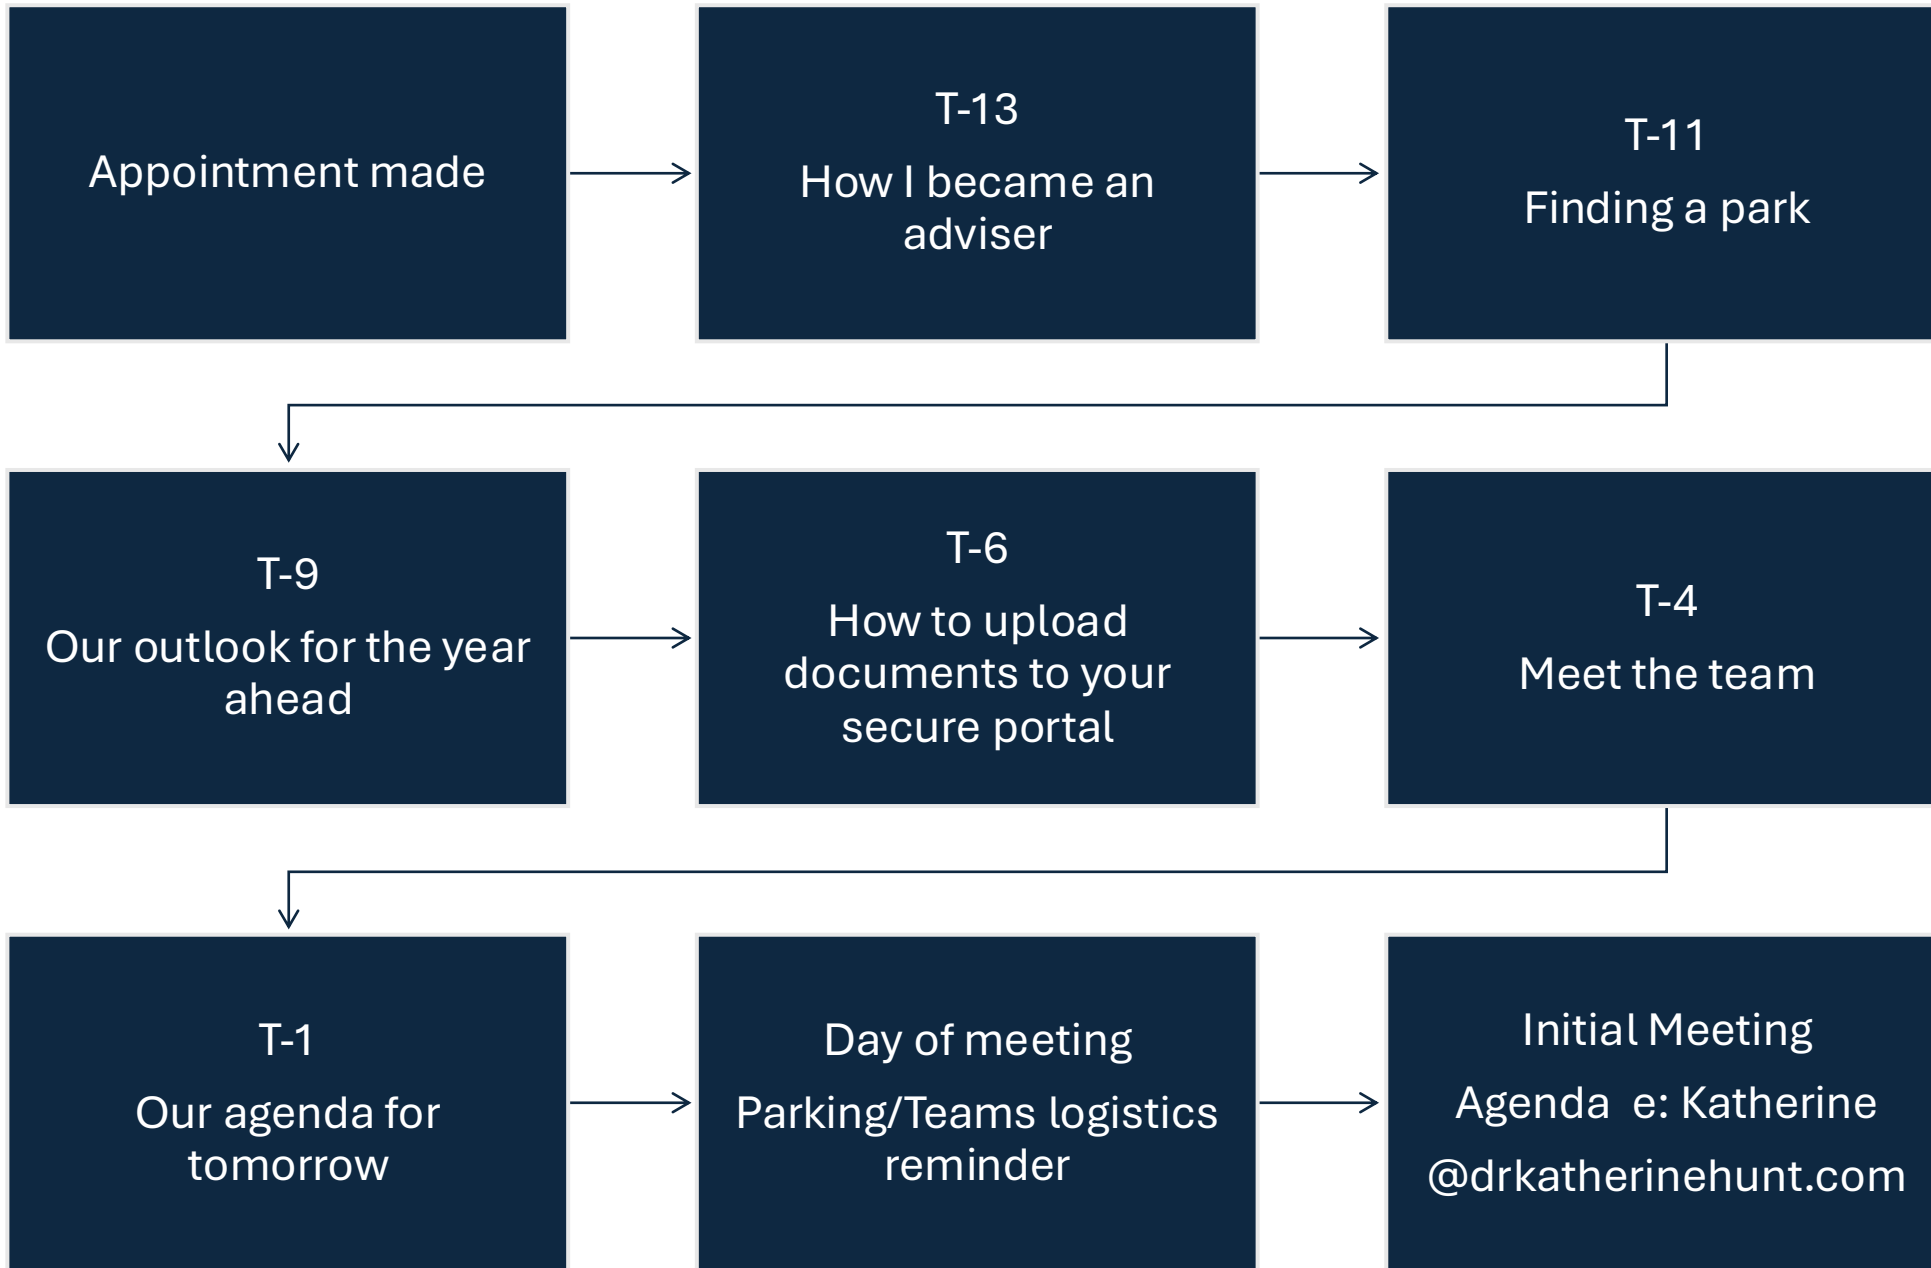 Appointment made
T-13
How I became an
adviser
T-11
Finding a park
T-9
Our outlook for the year
ahead
T-6
How to upload
documents to your
secure portal
T-4
Meet the team
T-1
Our agenda for
tomorrow
Day of meeting
Parking/Teams logistics
reminder
Initial Meeting
Agenda  e: Katherine
@drkatherinehunt.com